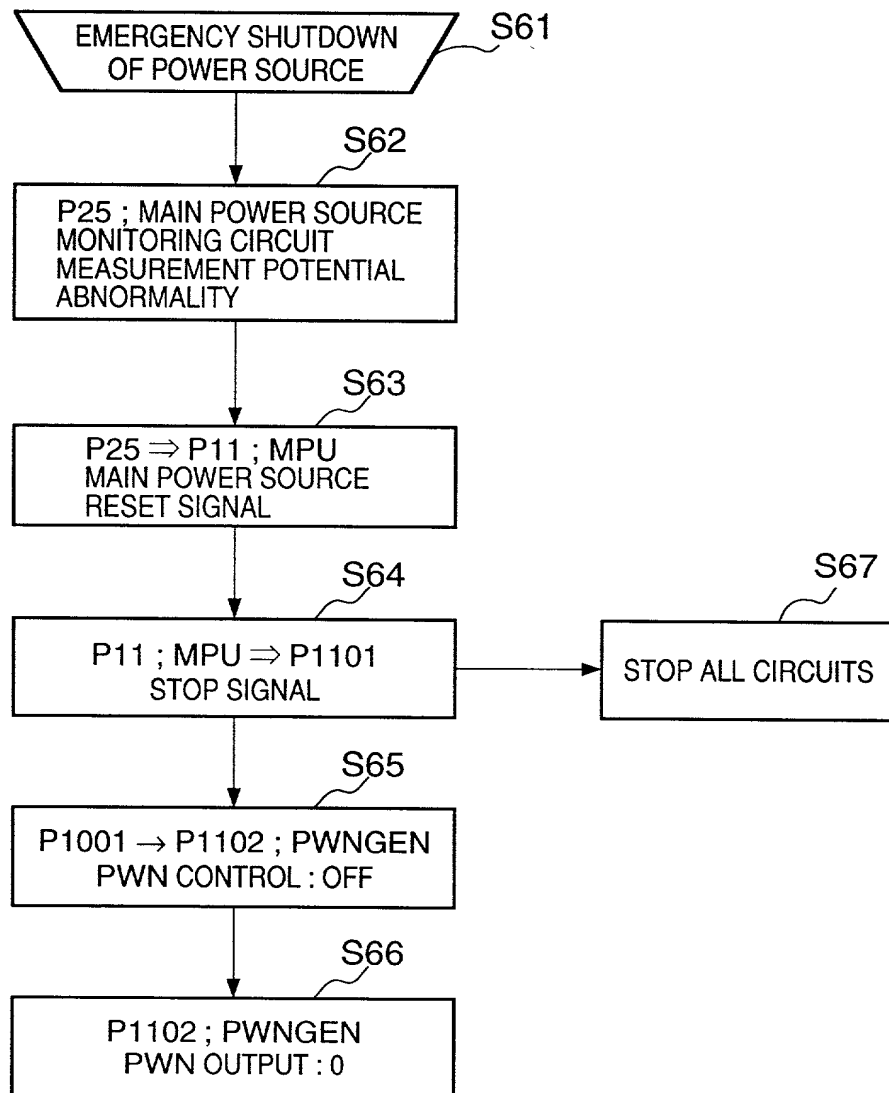 EMERGENCY SHUTDOWN
OF POWER SOURCE
S61
S62
P25 ; MAIN POWER SOURCE
MONITORING CIRCUIT
MEASUREMENT POTENTIAL
ABNORMALITY
S63
P25 ⇒ P11 ; MPU
MAIN POWER SOURCE
RESET SIGNAL
S64
P11 ; MPU ⇒ P1101
STOP SIGNAL
S67
STOP ALL CIRCUITS
S65
P1001 → P1102 ; PWNGEN
PWN CONTROL : OFF
S66
P1102 ; PWNGEN
PWN OUTPUT : 0